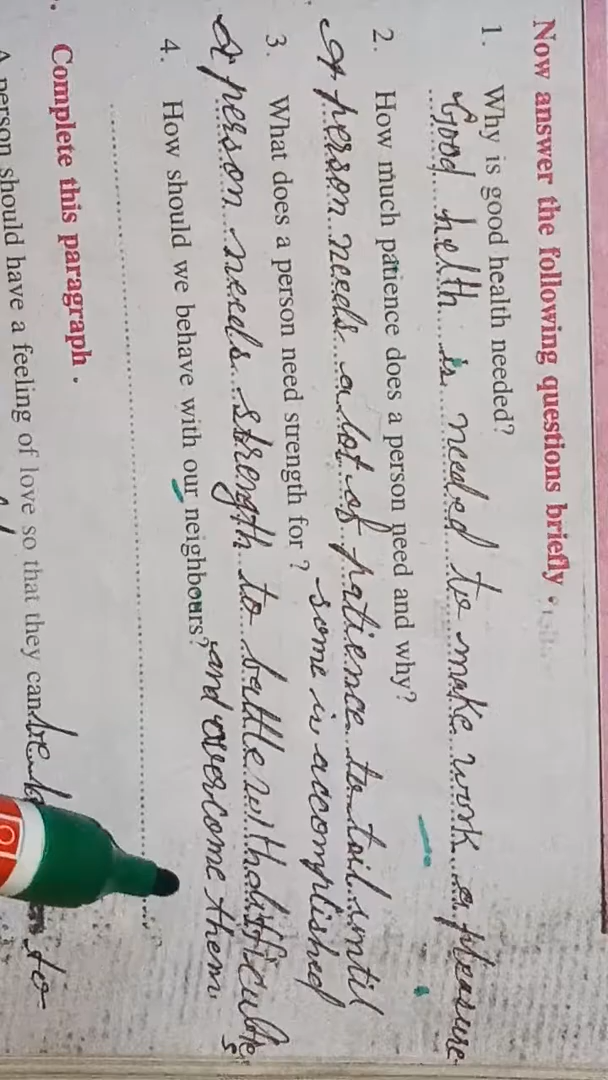 Now answer the following questions briefly .
1. Why is good health needed?
Good helth is needed to make work a pleasure
2. How much patience does a person need and why?
A person needs a lot of patience to toil until
some is accomplished
3. What does a person need strength for ?
A person needs strength to battle with difficulties
and overcome them.
4. How should we behave with our neighbours?
Complete this paragraph .
person should have a feeling of love so that they can be
to